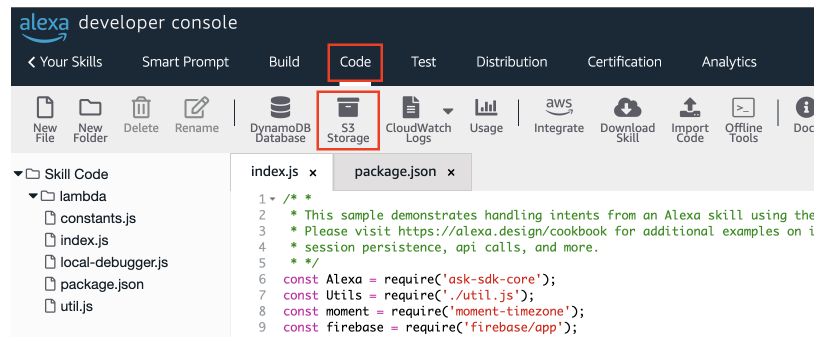 alexa developer console
Your Skills Smart Prompt Build Code Test Distribution Certification Analytics
New File
New Folder
Delete
Rename
DynamoDB Database
S3 Storage
CloudWatch Logs
Usage
aws
Integrate
Download Skill
Import Code
Offline Tools
Doc
Skill Code
lambda
constants.js
index.js
local-debugger.js
package.json
util.js
index.js x package.json x
1 /* *
2 * This sample demonstrates handling intents from an Alexa skill using the
3 * Please visit https://alexa.design/cookbook for additional examples on i
4 * session persistence, api calls, and more.
5 * */
6 const Alexa = require('ask-sdk-core');
7 const Utils = require('./util.js');
8 const moment = require('moment-timezone');
9 const firebase = require('firebase/app');